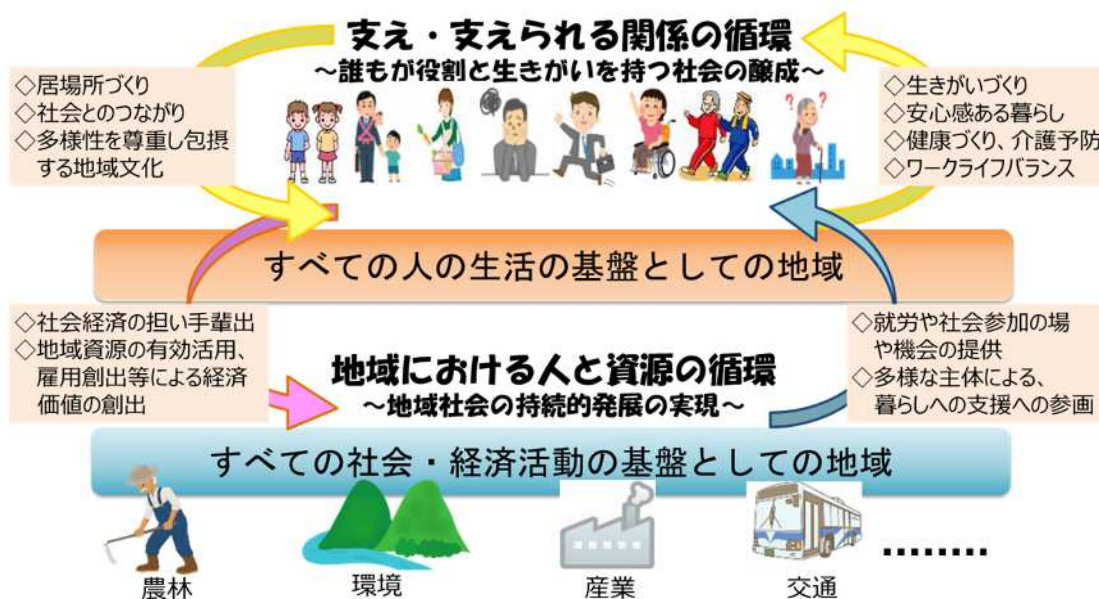 支え・支えられる関係の循環
～誰もが役割と生きがいを持つ社会の醸成～
◇居場所づくり
◇社会とのつながり
◇多様性を尊重し包摂
する地域文化
◇生きがいづくり
◇安心感ある暮らし
◇健康づくり、介護予防
◇ワークライフバランス
? ?
すべての人の生活の基盤としての地域
◇社会経済の担い手輩出
◇地域資源の有効活用、
雇用創出等による経済
価値の創出
地域における人と資源の循環
～地域社会の持続的発展の実現～
◇就労や社会参加の場
や機会の提供
◇多様な主体による、
暮らしへの支援への参画
すべての社会・経済活動の基盤としての地域
農林
環境
産業
交通
………